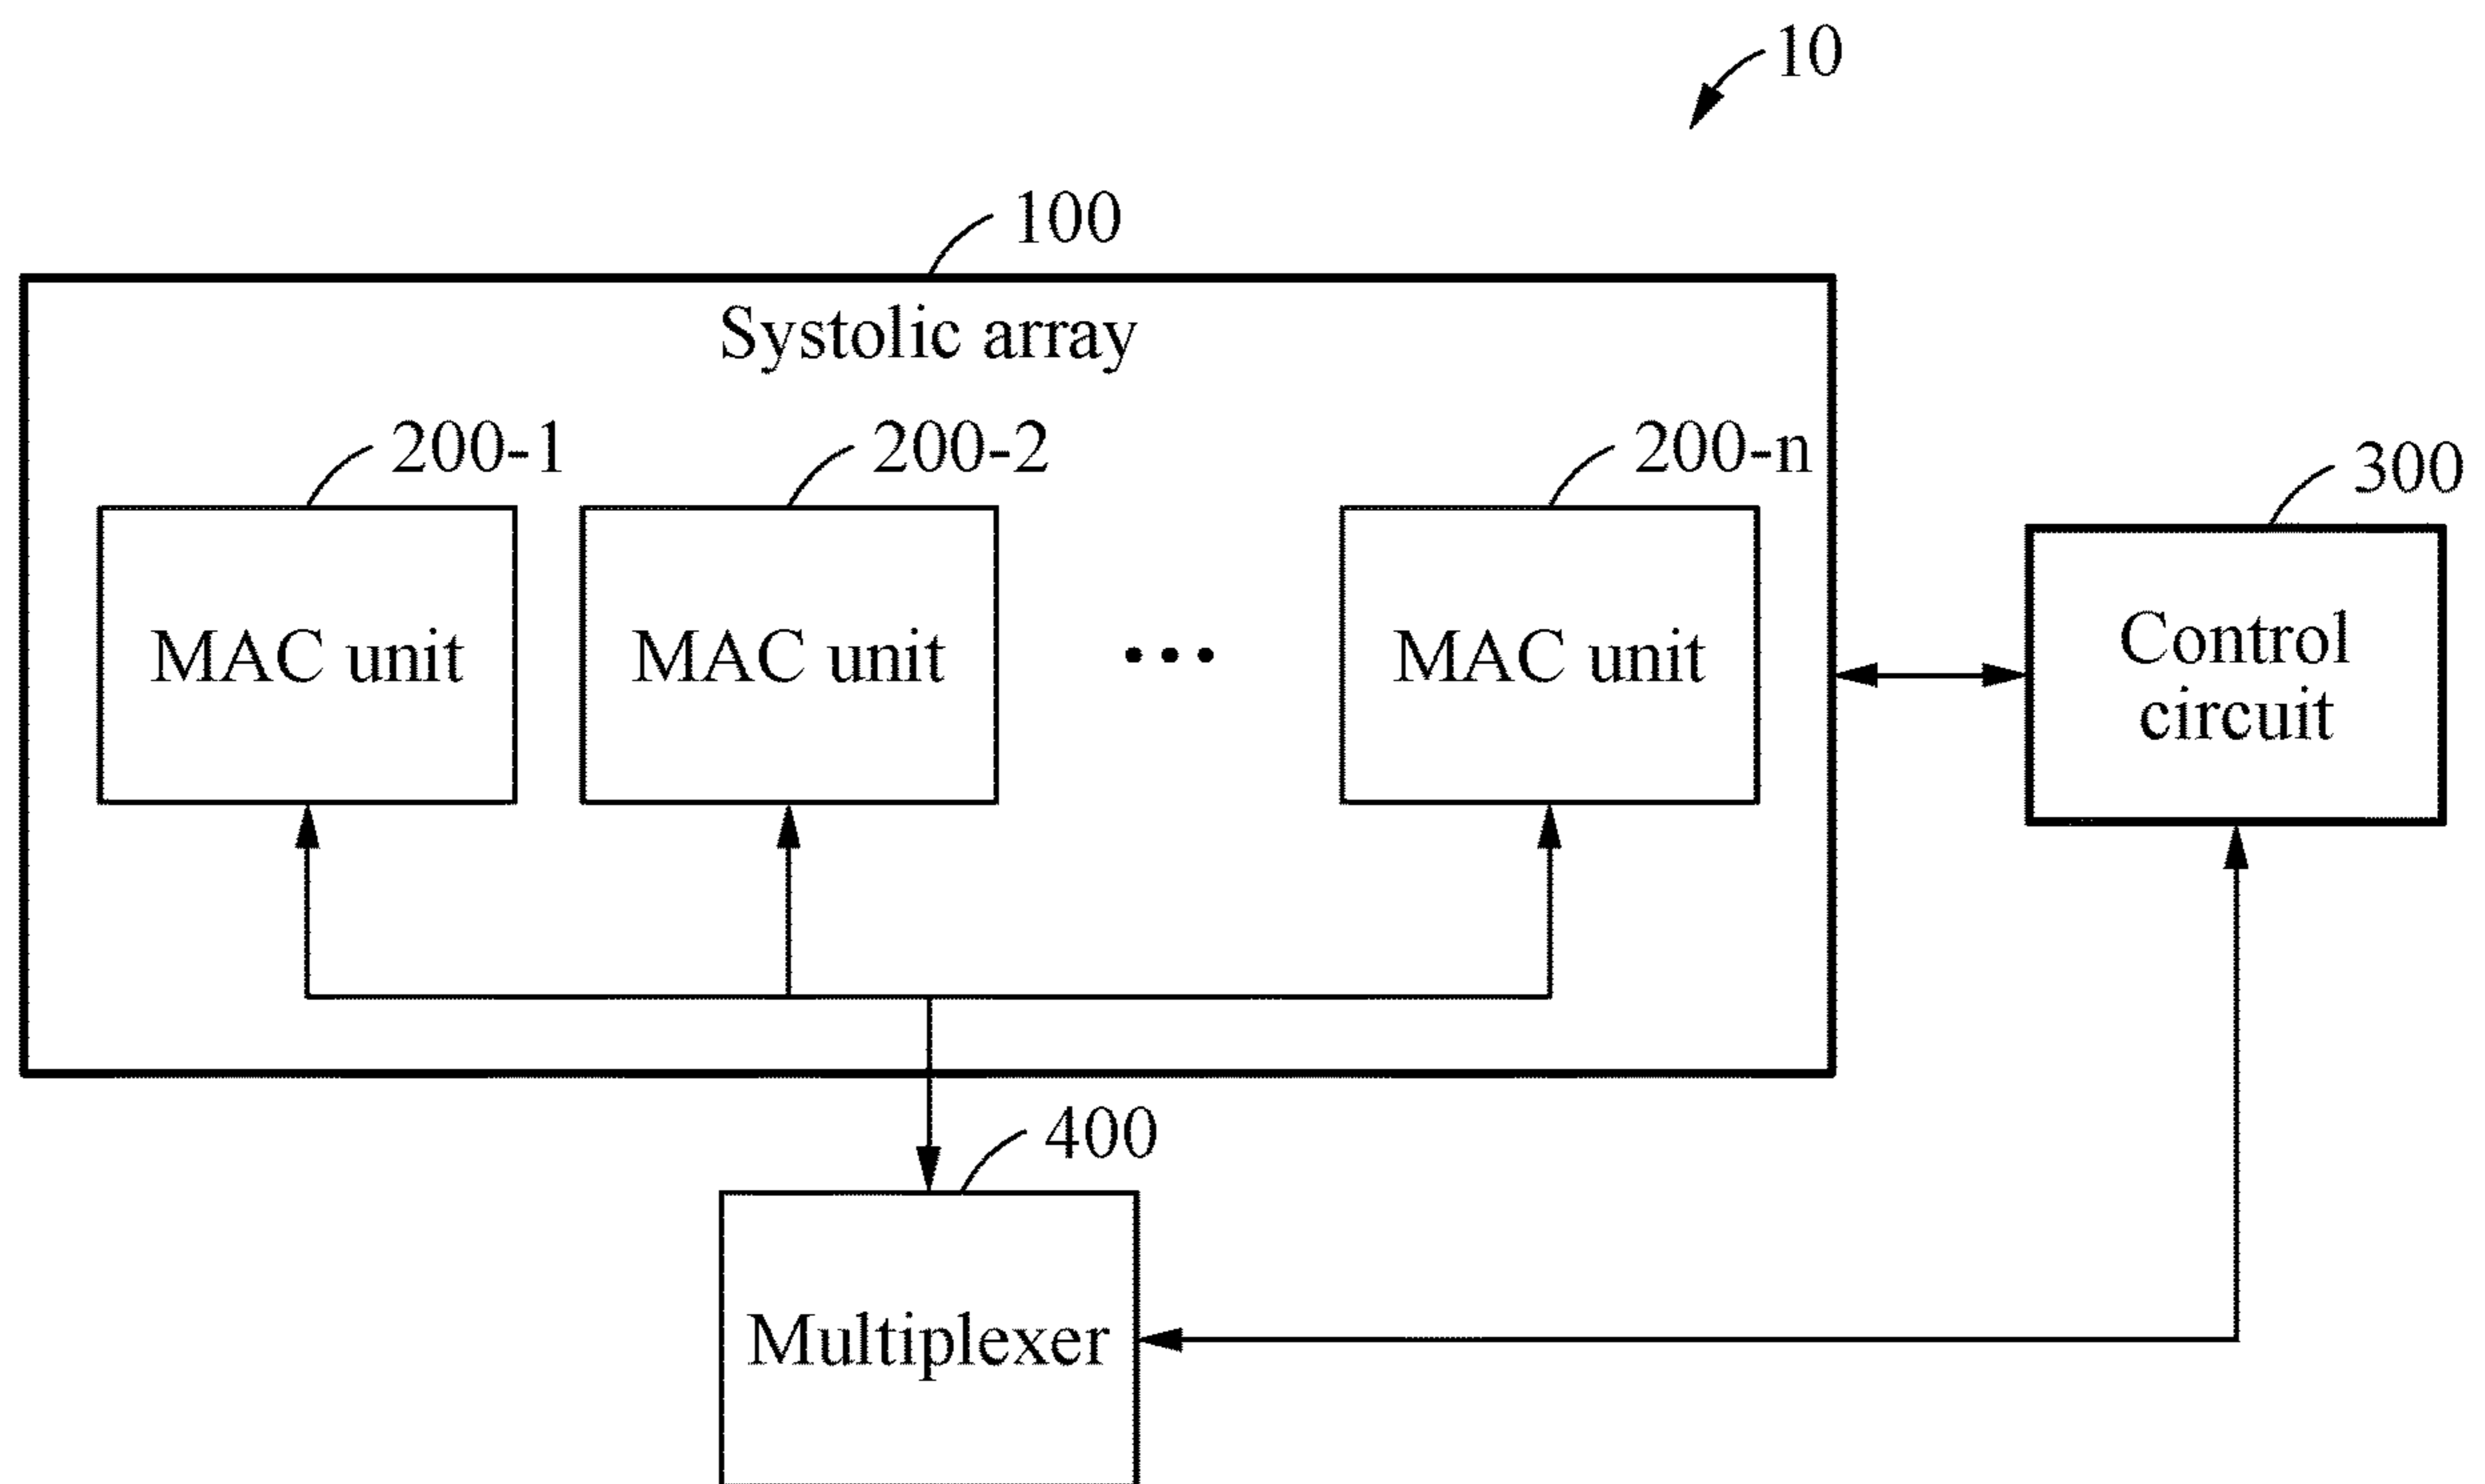 10
100
Systolic array
200-1
200-2
200-n
300
MAC unit
MAC unit
• • •
MAC unit
Control
circuit
400
Multiplexer